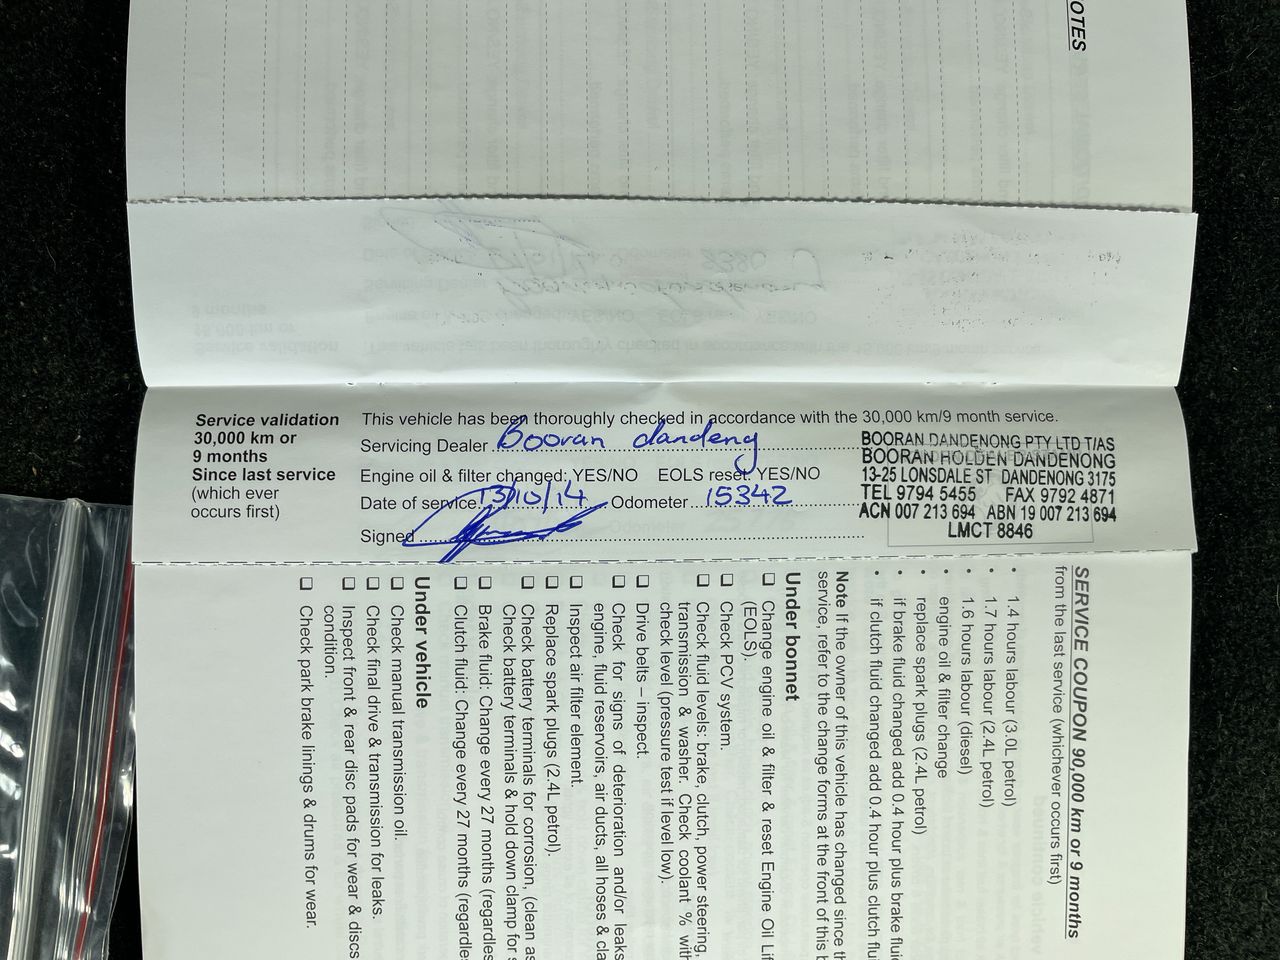 NOTES
Service validation
30,000 km or
9 months
Since last service
(which ever
occurs first)
This vehicle has been thoroughly checked in accordance with the 30,000 km/9 month service.
Servicing Dealer Booran dandeng
Engine oil & filter changed: YES/NO EOLS reset: YES/NO
Date of service 13/10/14 Odometer 15342
Signed
BOORAN DANDENONG PTY LTD T/AS
BOORAN HOLDEN DANDENONG
13-25 LONSDALE ST DANDENONG 3175
TEL 9794 5455 FAX 9792 4871
ACN 007 213 694 ABN 19 007 213 694
LMCT 8846
SERVICE COUPON 90,000 km or 9 months
from the last service (whichever occurs first)
• 1.4 hours labour (3.0L petrol)
• 1.7 hours labour (2.4L petrol)
• 1.6 hours labour (diesel)
• engine oil & filter change
• replace spark plugs (2.4L petrol)
• if brake fluid changed add 0.4 hour plus brake
• if clutch fluid changed add 0.4 hour plus clutch
Note If the owner of this vehicle has changed since
service, refer to the change forms at the front of this
Under bonnet
❑ Change engine oil & filter & reset Engine Oil
(EOLS).
❑ Check PCV system.
❑ Check fluid levels: brake, clutch, power steering,
transmission & washer. Check coolant %
check level (pressure test if level low).
❑ Drive belts – inspect.
❑ Check for signs of deterioration and/or leaks
engine, fluid reservoirs, air ducts, all hoses &
❑ Inspect air filter element.
❑ Replace spark plugs (2.4L petrol).
❑ Check battery terminals for corrosion, (clean
Check battery terminals & hold down clamp for
❑ Brake fluid: Change every 27 months (regardless
❑ Clutch fluid: Change every 27 months
Under vehicle
❑ Check manual transmission oil.
❑ Check final drive & transmission for leaks.
❑ Inspect front & rear disc pads for wear & discs
condition.
❑ Check park brake linings & drums for wear.